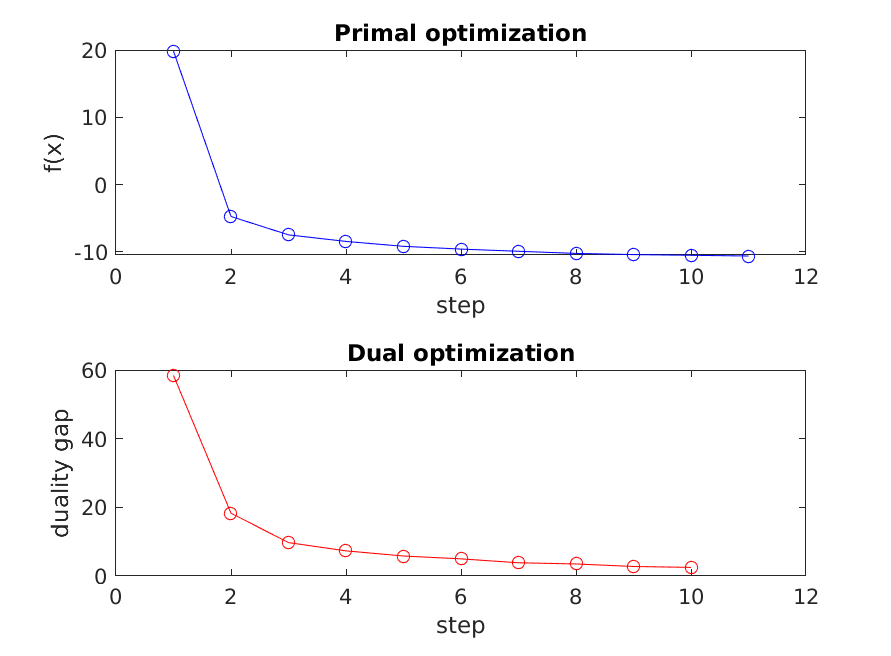 Primal optimization
20
10
0
-10
f(x)
0 2 4 6 8 10 12
step
Dual optimization
60
40
20
0
duality gap
0 2 4 6 8 10 12
step